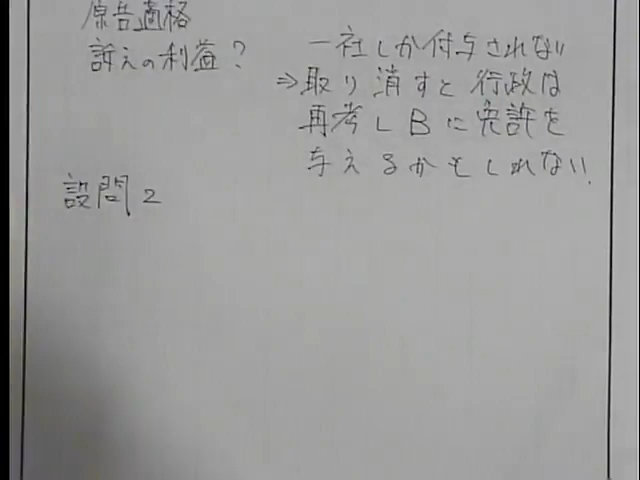 原告適格
訴えの利益?
一社しか付与されない
⇒取り消すと行政は
再考しBに免許を
与えるかもしれない.
設問2